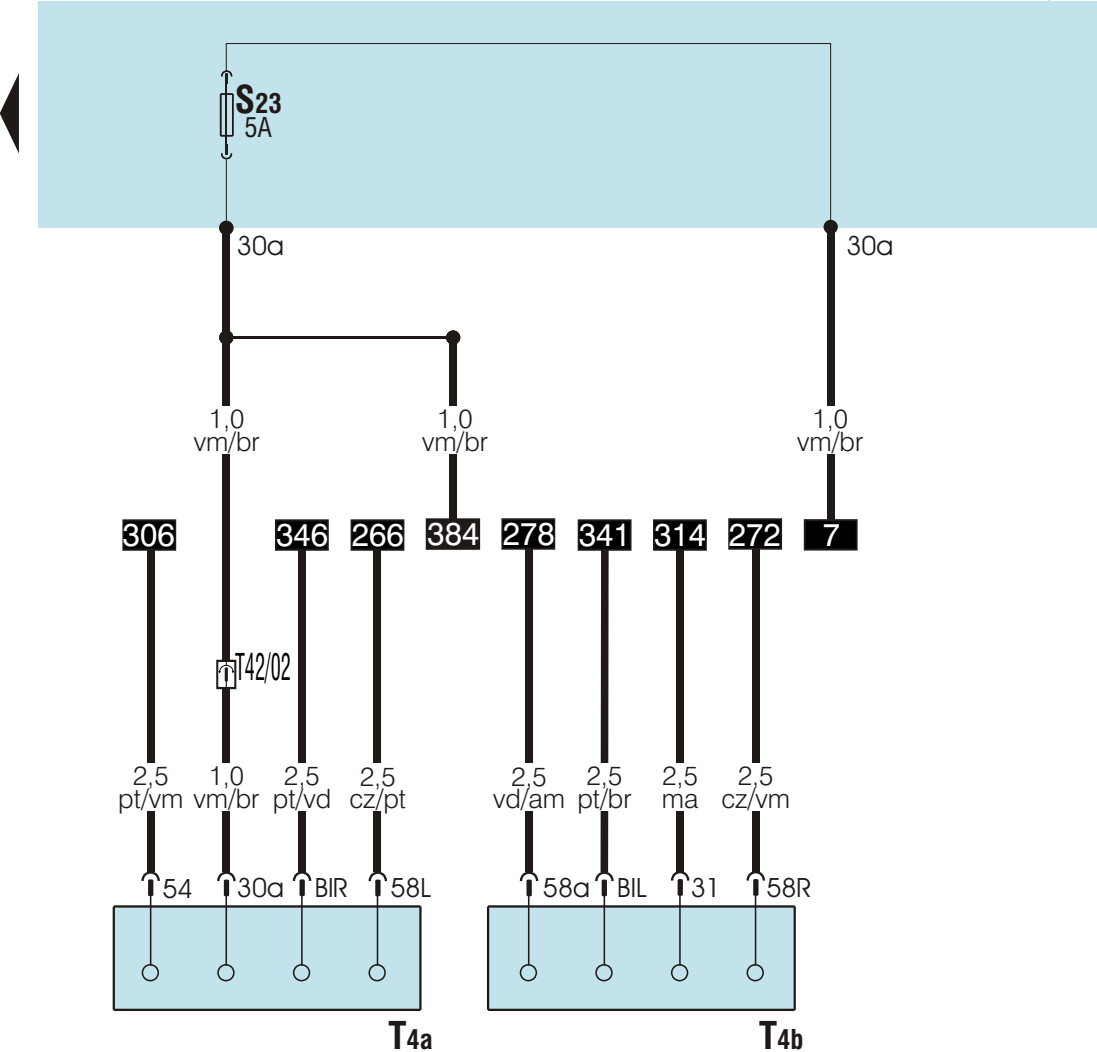 S23
5A
30a
30a
1,0
vm/br
1,0
vm/br
1,0
vm/br
306
346
266
384
278
341
314
272
7
T42/02
2,5
pt/vm
1,0
vm/br
2,5
pt/vd
2,5
cz/pt
2,5
vd/am
2,5
pt/br
2,5
ma
2,5
cz/vm
54
30a
BIR
58L
58a
BIL
31
58R
T4a
T4b